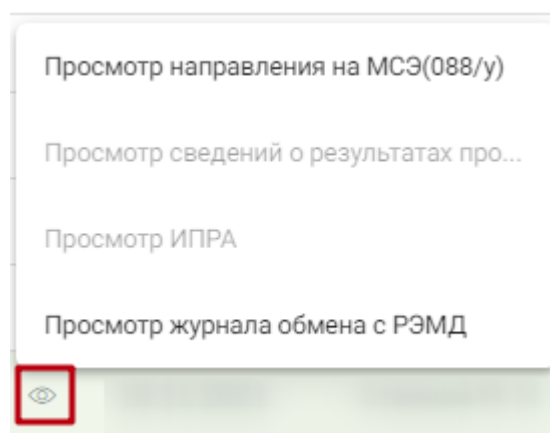 Просмотр направления на МСЭ(088/у)
Просмотр сведений о результатах про...
Просмотр ИПРА
Просмотр журнала обмена с РЭМД